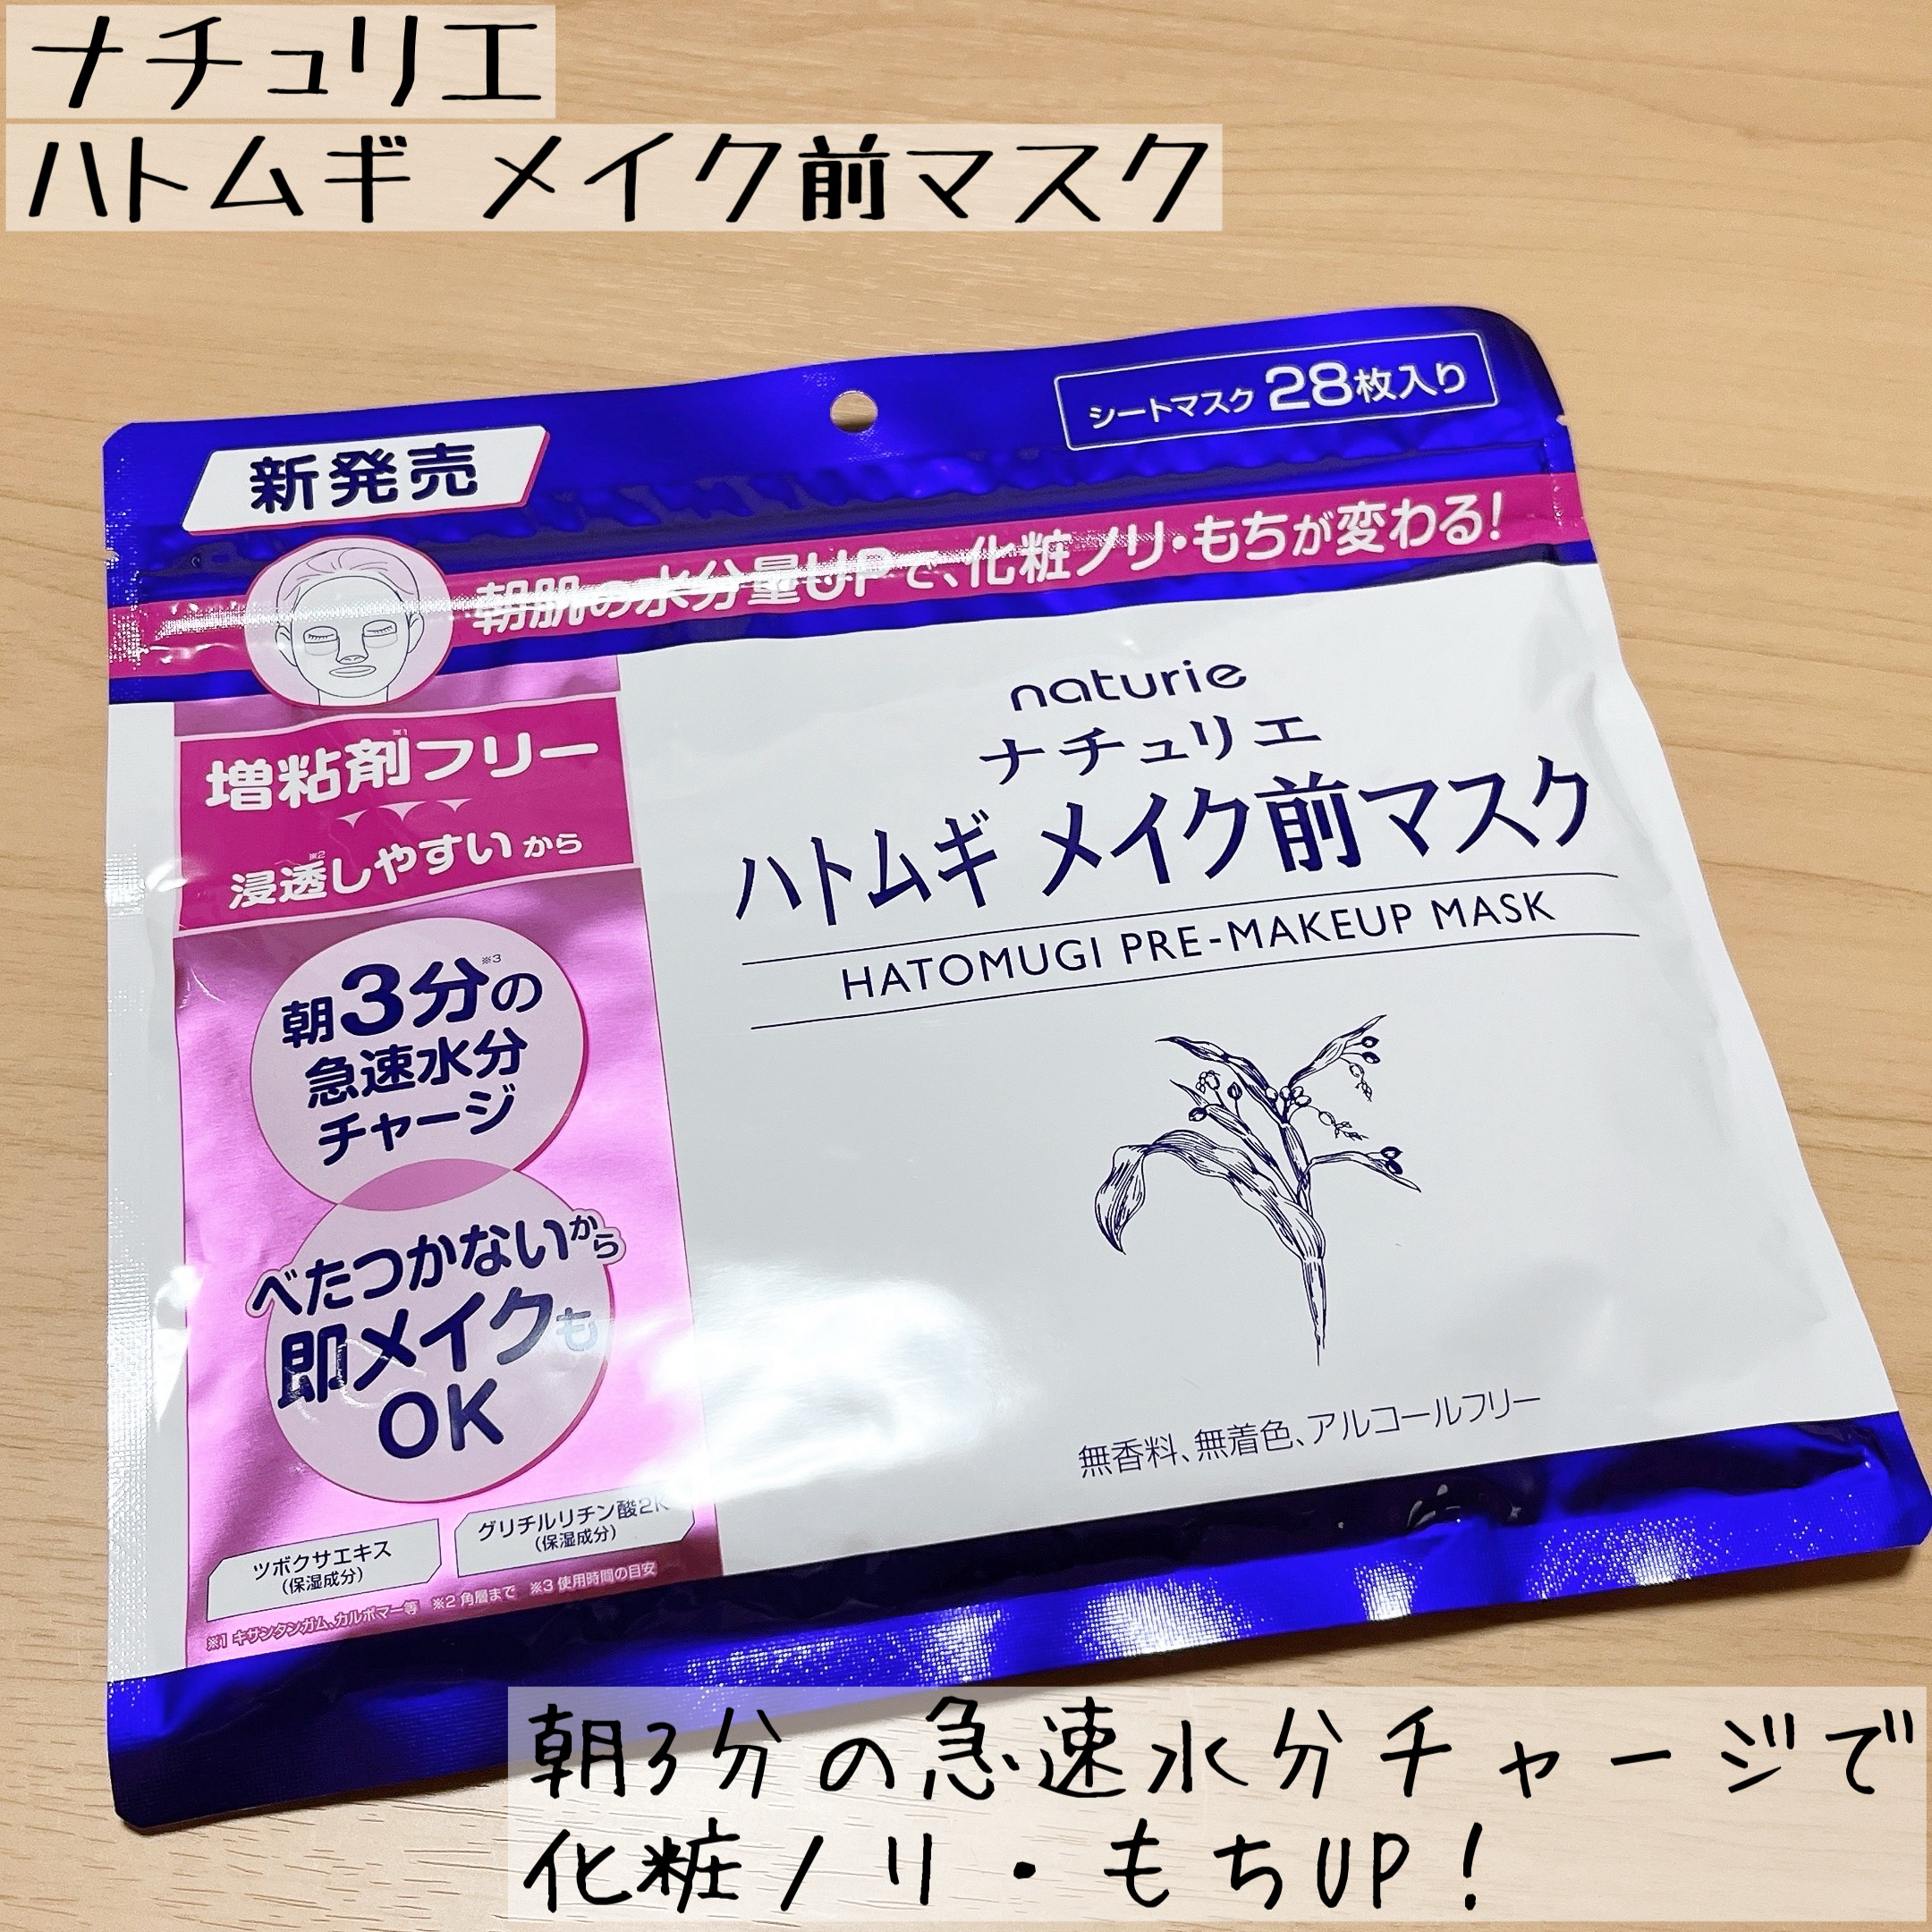 ナチュリエ
ハトムギ メイク前マスク
シートマスク 28枚入り
新発売
朝肌の水分量UPで、化粧ノリ・もちが変わる!
増粘剤※1フリー
浸透※2しやすいから
朝3分※3の
急速水分
チャージ
べたつかないから
即メイクも
OK
ツボクサエキス
(保湿成分)
グリチルリチン酸2K
(保湿成分)
※1 キサンタンガム、カルボマー等 ※2 角層まで ※3 使用時間の目安
naturie
ナチュリエ
ハトムギ メイク前マスク
HATOMUGI PRE-MAKEUP MASK
無香料、無着色、アルコールフリー
朝3分の急速水分チャージで
化粧ノリ・もちUP!